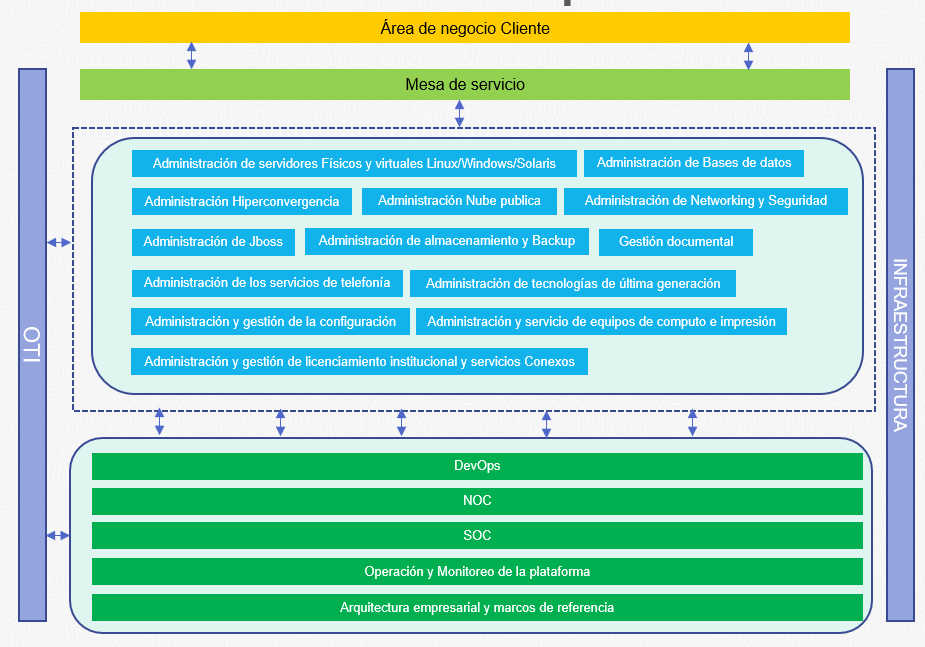 Área de negocio Cliente
Mesa de servicio
Administración de servidores Físicos y virtuales Linux/Windows/Solaris
Administración de Bases de datos
Administración Hiperconvergencia
Administración Nube publica
Administración de Networking y Seguridad
Administración de Jboss
Administración de almacenamiento y Backup
Gestión documental
Administración de los servicios de telefonía
Administración de tecnologías de última generación
Administración y gestión de la configuración
Administración y servicio de equipos de computo e impresión
Administración y gestión de licenciamiento institucional y servicios Conexos
OTI
INFRAESTRUCTURA
DevOps
NOC
SOC
Operación y Monitoreo de la plataforma
Arquitectura empresarial y marcos de referencia